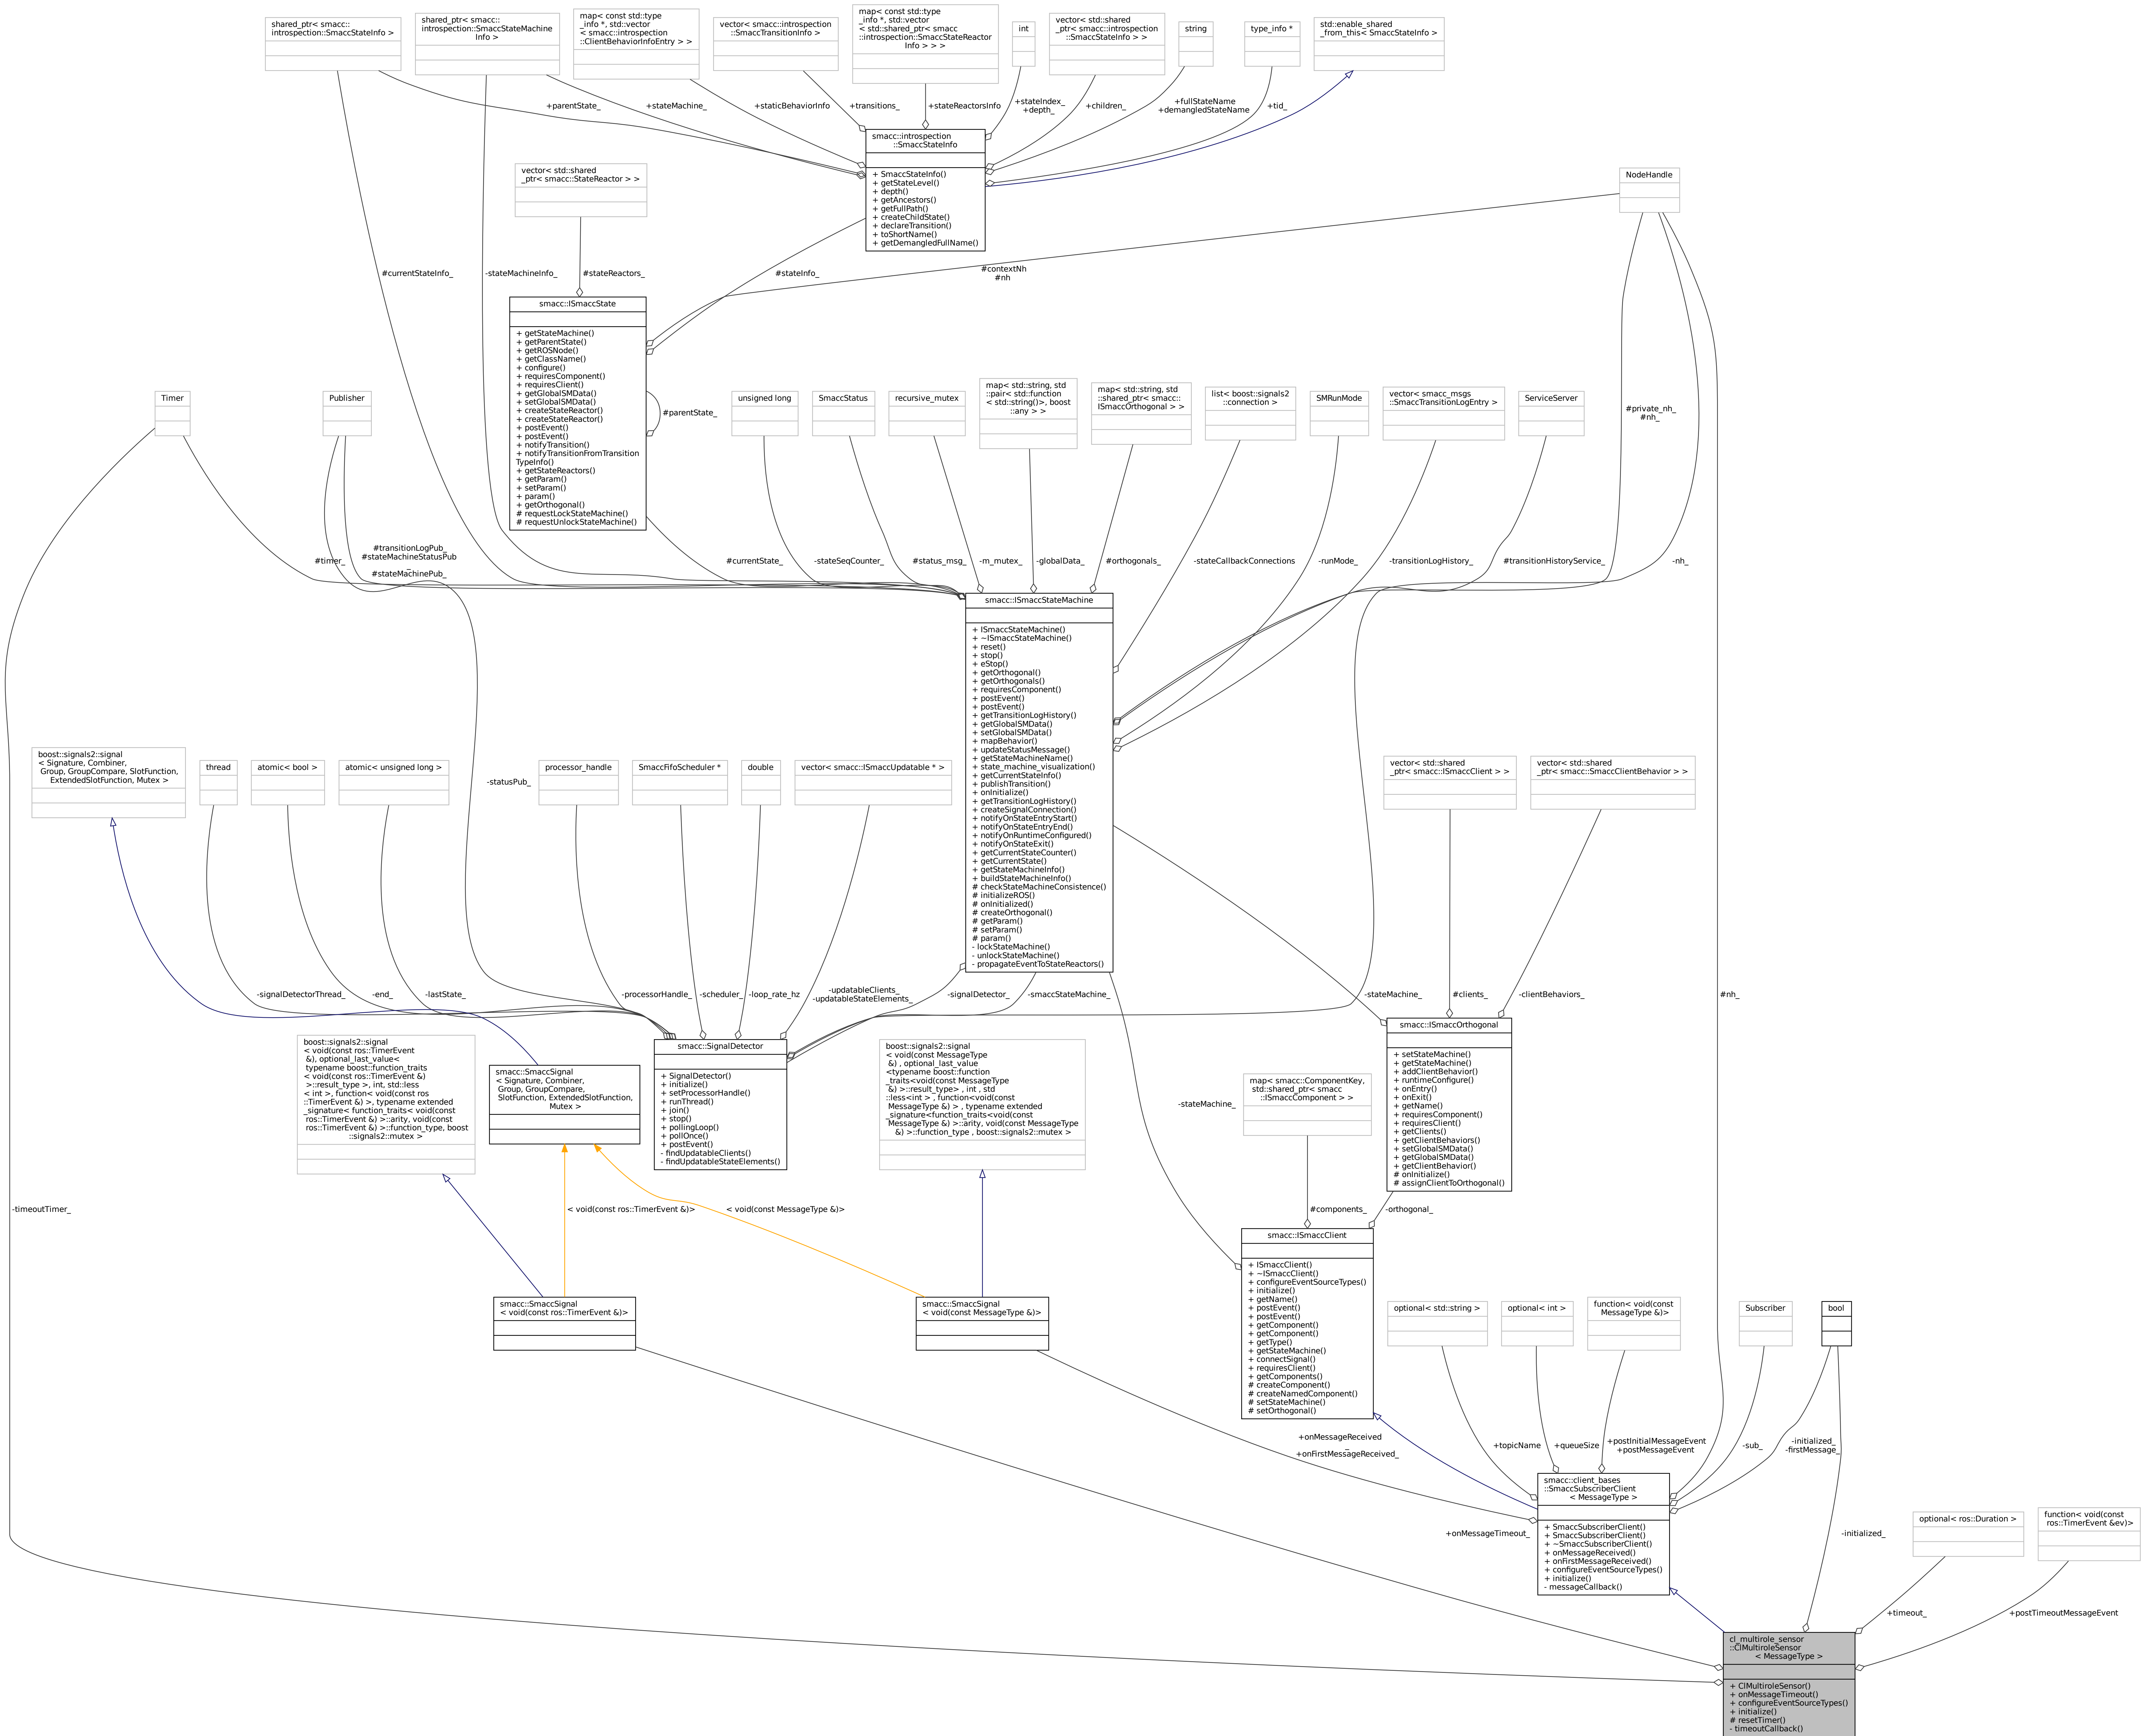 shared_ptr< smacc::
introspection::SmaccStateInfo >
shared_ptr< smacc::
introspection::SmaccStateMachine
Info >
map< const std::type
_info *, std::vector
< smacc::introspection
::ClientBehaviorInfoEntry > >
vector< smacc::introspection
::SmaccTransitionInfo >
map< const std::type
_info *, std::vector
< std::shared_ptr< smacc
::introspection::SmaccStateReactor
Info > > >
int
vector< std::shared
_ptr< smacc::introspection
::SmaccStateInfo > >
string
type_info *
std::enable_shared
_from_this< SmaccStateInfo >
+parentState_
+stateMachine_
+staticBehaviorInfo
+transitions_
+stateReactorsInfo
+stateIndex_
+depth_
+children_
+fullStateName
+demangledStateName
+tid_
smacc::introspection
::SmaccStateInfo
+ SmaccStateInfo()
+ getStateLevel()
+ depth()
+ getAncestors()
+ getFullPath()
+ createChildState()
+ declareTransition()
+ toShortName()
+ getDemangledFullName()
vector< std::shared
_ptr< smacc::StateReactor > >
NodeHandle
#currentStateInfo_
-stateMachineInfo_
#stateReactors_
#stateInfo_
#contextNh
#nh
smacc::ISmaccState
+ getStateMachine()
+ getParentState()
+ getROSNode()
+ getClassName()
+ configure()
+ requiresComponent()
+ requiresClient()
+ getGlobalSMData()
+ setGlobalSMData()
+ createStateReactor()
+ createStateReactor()
+ postEvent()
+ postEvent()
+ notifyTransition()
+ notifyTransitionFromTransition
TypeInfo()
+ getStateReactors()
+ getParam()
+ setParam()
+ param()
+ getOrthogonal()
# requestLockStateMachine()
# requestUnlockStateMachine()
#parentState_
Timer
Publisher
unsigned long
SmaccStatus
recursive_mutex
map< std::string, std
::pair< std::function
< std::string()>, boost
::any > >
map< std::string, std
::shared_ptr< smacc::
ISmaccOrthogonal > >
list< boost::signals2
::connection >
SMRunMode
vector< smacc_msgs
::SmaccTransitionLogEntry >
ServiceServer
#private_nh_
#nh_
#timer_
#transitionLogPub_
#stateMachineStatusPub
_
#stateMachinePub_
#currentState_
-stateSeqCounter_
#status_msg_
-m_mutex_
-globalData_
#orthogonals_
-stateCallbackConnections
-runMode_
-transitionLogHistory_
#transitionHistoryService_
-nh_
smacc::ISmaccStateMachine
+ ISmaccStateMachine()
+ ~ISmaccStateMachine()
+ reset()
+ stop()
+ eStop()
+ getOrthogonal()
+ getOrthogonals()
+ requiresComponent()
+ postEvent()
+ postEvent()
+ getTransitionLogHistory()
+ getGlobalSMData()
+ setGlobalSMData()
+ mapBehavior()
+ updateStatusMessage()
+ getStateMachineName()
+ state_machine_visualization()
+ getCurrentStateInfo()
+ publishTransition()
+ onInitialize()
+ getTransitionLogHistory()
+ createSignalConnection()
+ notifyOnStateEntryStart()
+ notifyOnStateEntryEnd()
+ notifyOnRuntimeConfigured()
+ notifyOnStateExit()
+ getCurrentStateCounter()
+ getCurrentState()
+ getStateMachineInfo()
+ buildStateMachineInfo()
# checkStateMachineConsistence()
# initializeROS()
# onInitialized()
# createOrthogonal()
# getParam()
# setParam()
# param()
- lockStateMachine()
- unlockStateMachine()
- propagateEventToStateReactors()
boost::signals2::signal
< Signature, Combiner,
Group, GroupCompare, SlotFunction,
ExtendedSlotFunction, Mutex >
thread
atomic< bool >
atomic< unsigned long >
-statusPub_
processor_handle
SmaccFifoScheduler *
double
vector< smacc::ISmaccUpdatable * >
vector< std::shared
_ptr< smacc::ISmaccClient > >
vector< std::shared
_ptr< smacc::SmaccClientBehavior > >
-signalDetectorThread_
-end_
-lastState_
-processorHandle_
-scheduler_
-loop_rate_hz
-updatableClients_
-updatableStateElements_
-signalDetector_
-smaccStateMachine_
-stateMachine_
#clients_
-clientBehaviors_
#nh_
boost::signals2::signal
< void(const ros::TimerEvent
&), optional_last_value<
typename boost::function_traits
< void(const ros::TimerEvent &)
>::result_type >, int, std::less
< int >, function< void(const ros
::TimerEvent &) >, typename extended
_signature< function_traits< void(const
ros::TimerEvent &) >::arity, void(const
ros::TimerEvent &) >::function_type, boost
::signals2::mutex >
smacc::SmaccSignal
< Signature, Combiner,
Group, GroupCompare,
SlotFunction, ExtendedSlotFunction,
Mutex >
smacc::SignalDetector
+ SignalDetector()
+ initialize()
+ setProcessorHandle()
+ runThread()
+ join()
+ stop()
+ pollingLoop()
+ pollOnce()
+ postEvent()
- findUpdatableClients()
- findUpdatableStateElements()
boost::signals2::signal
< void(const MessageType
&) , optional_last_value
<typename boost::function
_traits<void(const MessageType
&) >::result_type> , int , std
::less<int > , function<void(const
MessageType &) > , typename extended
_signature<function_traits<void(const
MessageType &) >::arity, void(const MessageType
&) >::function_type , boost::signals2::mutex >
smacc::ISmaccOrthogonal
+ setStateMachine()
+ getStateMachine()
+ addClientBehavior()
+ runtimeConfigure()
+ onEntry()
+ onExit()
+ getName()
+ requiresComponent()
+ requiresClient()
+ getClients()
+ getClientBehaviors()
+ setGlobalSMData()
+ getGlobalSMData()
+ getClientBehavior()
# onInitialize()
# assignClientToOrthogonal()
-stateMachine_
map< smacc::ComponentKey,
std::shared_ptr< smacc
::ISmaccComponent > >
-timeoutTimer_
< void(const ros::TimerEvent &)>
< void(const MessageType &)>
#components_
-orthogonal_
smacc::ISmaccClient
+ ISmaccClient()
+ ~ISmaccClient()
+ configureEventSourceTypes()
+ initialize()
+ getName()
+ postEvent()
+ postEvent()
+ getComponent()
+ getComponent()
+ getType()
+ getStateMachine()
+ connectSignal()
+ requiresClient()
+ getComponents()
# createComponent()
# createNamedComponent()
# setStateMachine()
# setOrthogonal()
smacc::SmaccSignal
< void(const ros::TimerEvent &)>
smacc::SmaccSignal
< void(const MessageType &)>
optional< std::string >
optional< int >
function< void(const
MessageType &)>
Subscriber
bool
+onMessageReceived
_
+onFirstMessageReceived_
+topicName
+queueSize
+postInitialMessageEvent
+postMessageEvent
-sub_
-initialized_
-firstMessage_
smacc::client_bases
::SmaccSubscriberClient
< MessageType >
+ SmaccSubscriberClient()
+ SmaccSubscriberClient()
+ ~SmaccSubscriberClient()
+ onMessageReceived()
+ onFirstMessageReceived()
+ configureEventSourceTypes()
+ initialize()
- messageCallback()
+onMessageTimeout_
-initialized_
optional< ros::Duration >
function< void(const
ros::TimerEvent &ev)>
+timeout_
+postTimeoutMessageEvent
cl_multirole_sensor
::ClMultiroleSensor
< MessageType >
+ ClMultiroleSensor()
+ onMessageTimeout()
+ configureEventSourceTypes()
+ initialize()
# resetTimer()
- timeoutCallback()